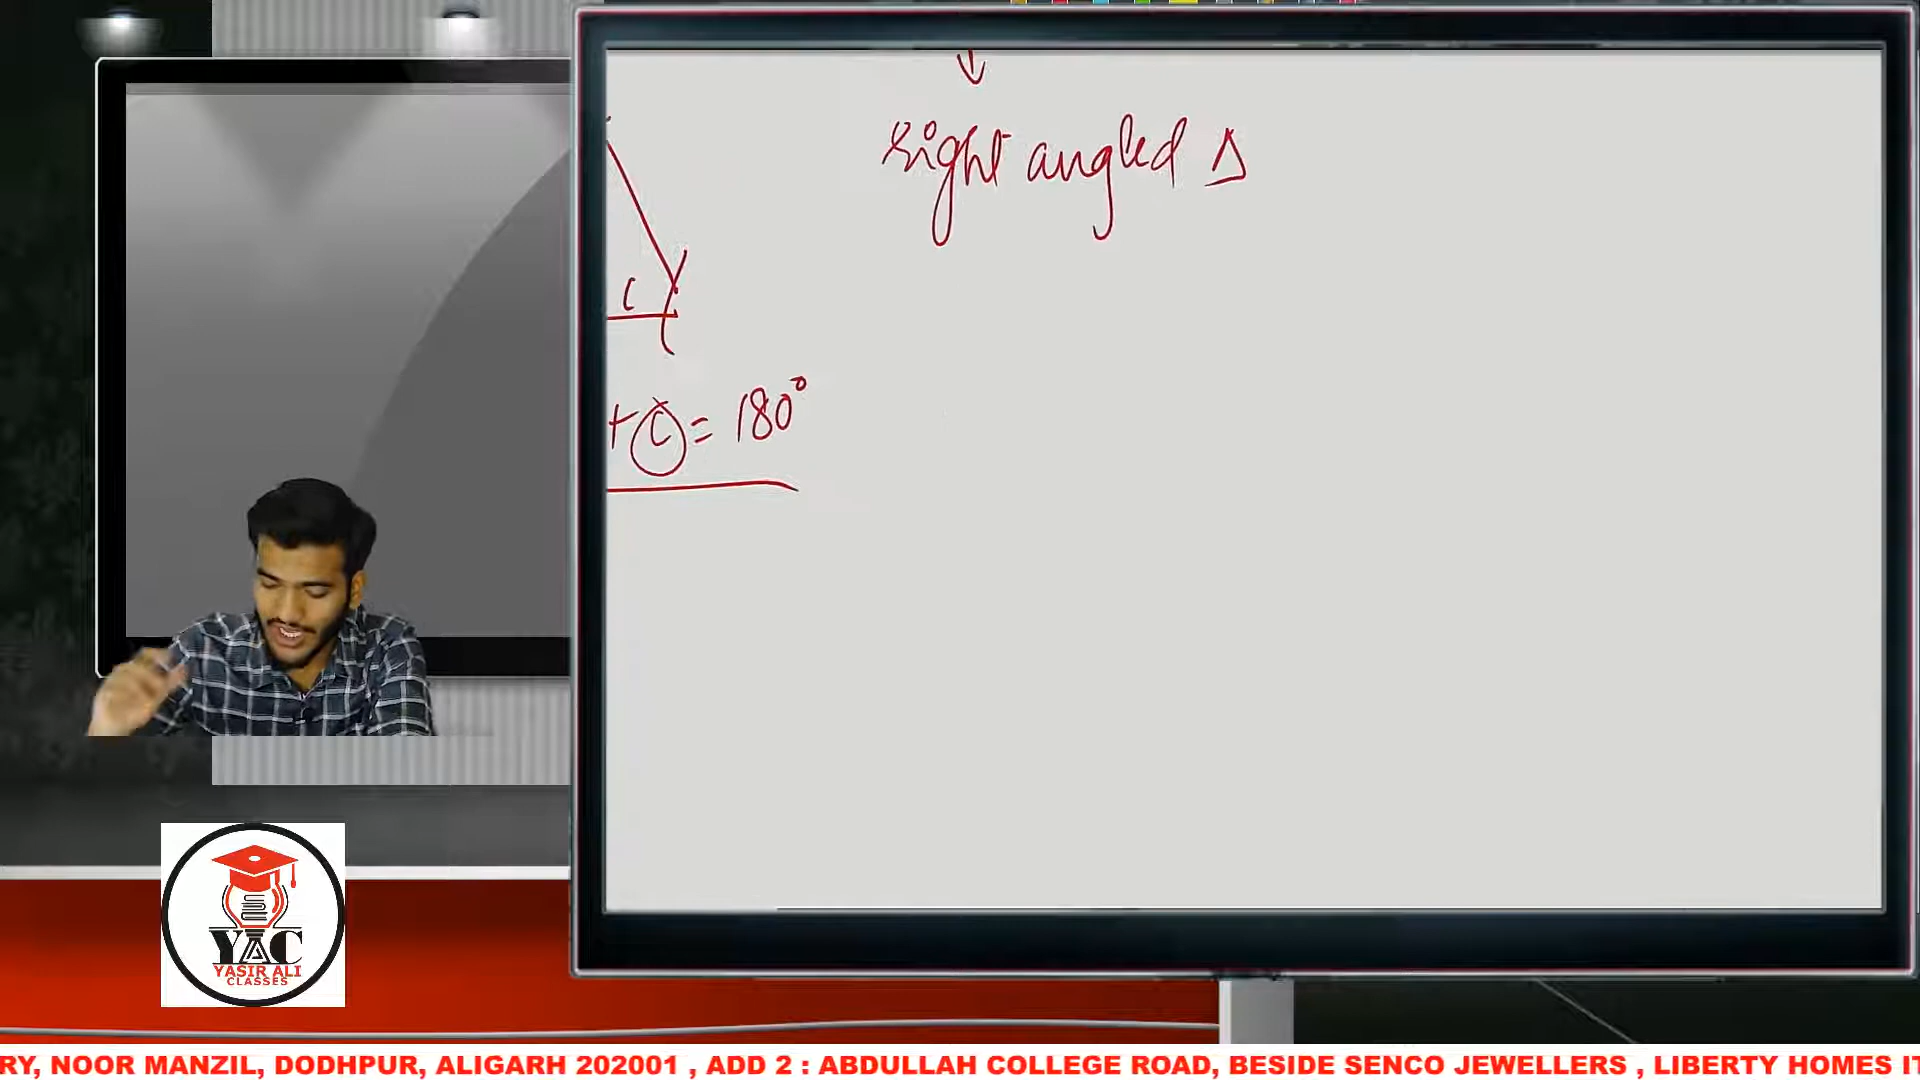 right angled Δ
C
+ C = 180°
YAC
YASIR ALI
CLASSES
RY, NOOR MANZIL, DODHPUR, ALIGARH 202001 , ADD 2 : ABDULLAH COLLEGE ROAD, BESIDE SENCO JEWELLERS , LIBERTY HOMES IT